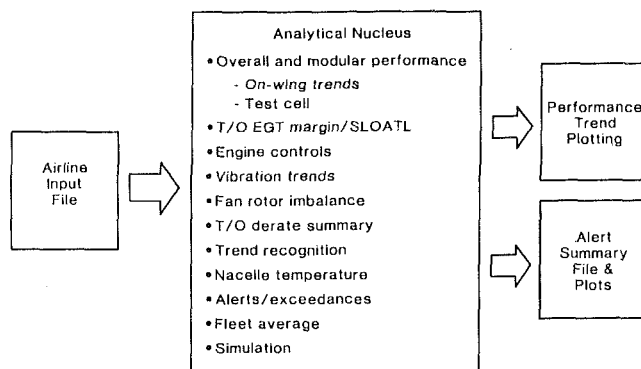 Airline
Input
File
Analytical Nucleus
•Overall and modular performance
- On-wing trends
- Test cell
•T/O EGT margin/SLOATL
•Engine controls
•Vibration trends
•Fan rotor imbalance
•T/O derate summary
•Trend recognition
•Nacelle temperature
•Alerts/exceedances
•Fleet average
•Simulation
Performance
Trend
Plotting
Alert
Summary
File &
Plots